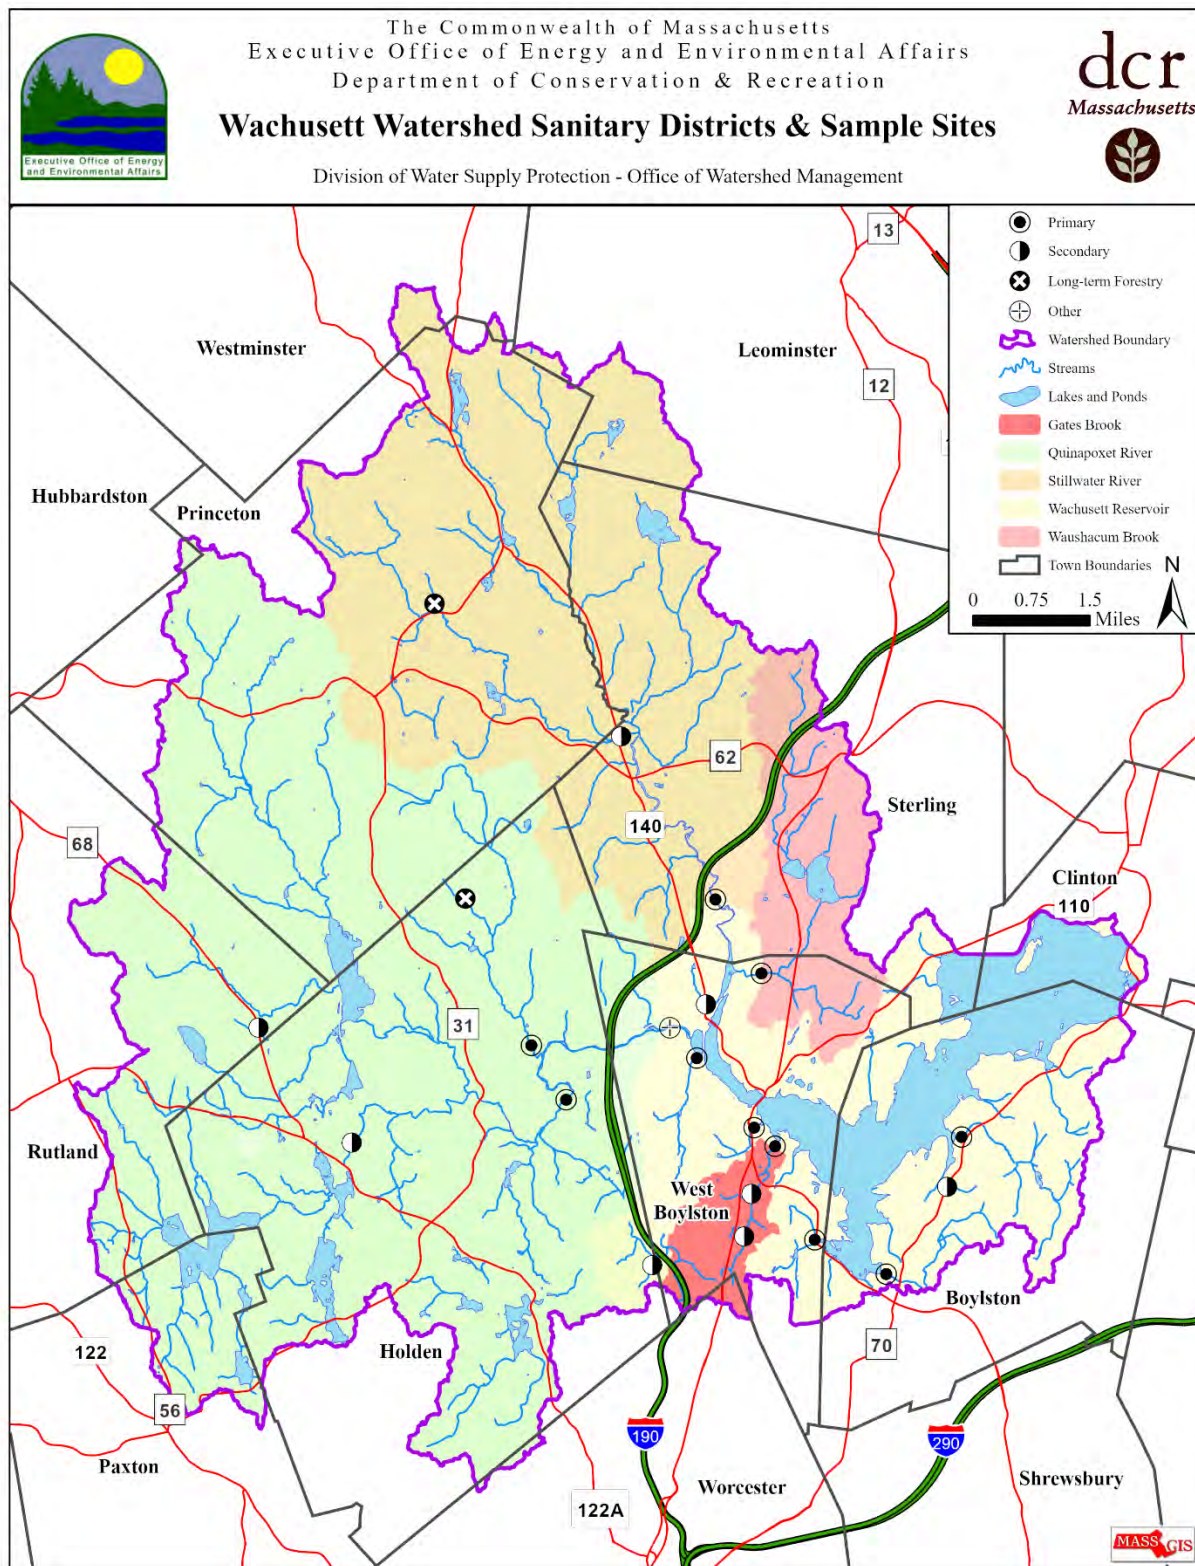 The Commonwealth of Massachusetts
Executive Office of Energy and Environmental Affairs
Department of Conservation & Recreation
Wachusett Watershed Sanitary Districts & Sample Sites
Division of Water Supply Protection - Office of Watershed Management
Executive Office of Energy
and Environmental Affairs
dcr
Massachusetts
Primary
Secondary
Long-term Forestry
Other
Watershed Boundary
Streams
Lakes and Ponds
Gates Brook
Quinapoxet River
Stillwater River
Wachusett Reservoir
Waushacum Brook
Town Boundaries
N
0 0.75 1.5
Miles
13
Westminster
Leominster
12
Hubbardston
Princeton
62
Sterling
140
68
Clinton
110
31
Rutland
West
Boylston
Boylston
122
Holden
70
56
190
290
Paxton
Worcester
Shrewsbury
122A
MASS GIS